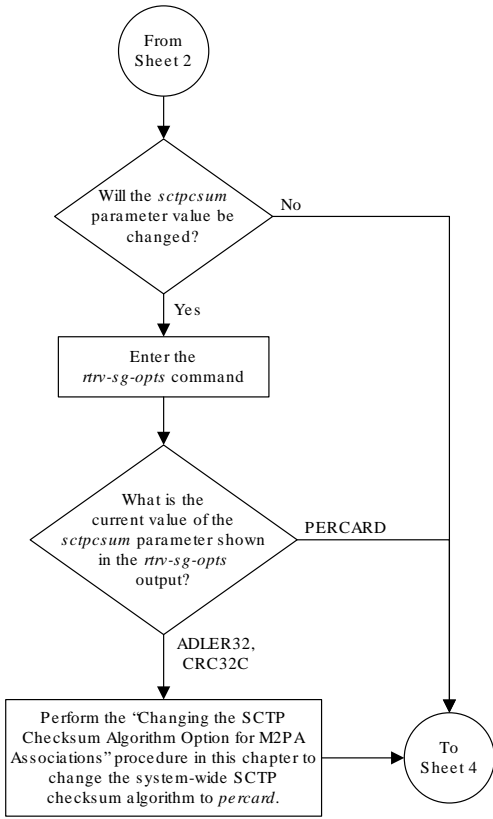 From
Sheet 2
Will the sctpcsum
parameter value be
changed?
No
Yes
Enter the
rtrv-sg-opts command
What is the
current value of the
sctpcsum parameter shown
in the rtrv-sg-opts
output?
PERCARD
ADLER32,
CRC32C
Perform the “Changing the SCTP
Checksum Algorithm Option for M2PA
Associations” procedure in this chapter to
change the system-wide SCTP
checksum algorithm to percard.
To
Sheet 4